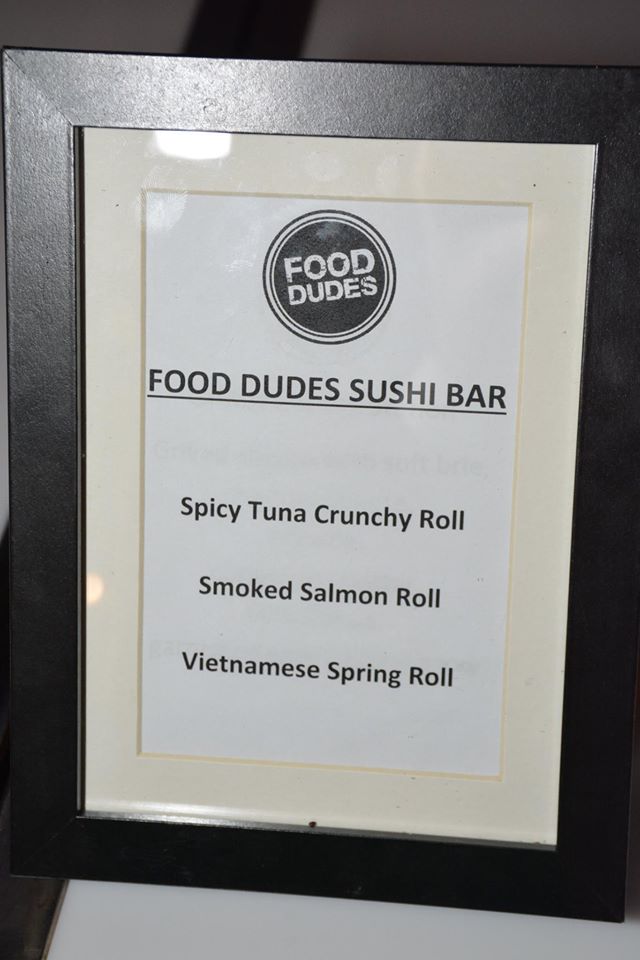 FOOD
DUDES
FOOD DUDES SUSHI BAR
Spicy Tuna Crunchy Roll
Smoked Salmon Roll
Vietnamese Spring Roll